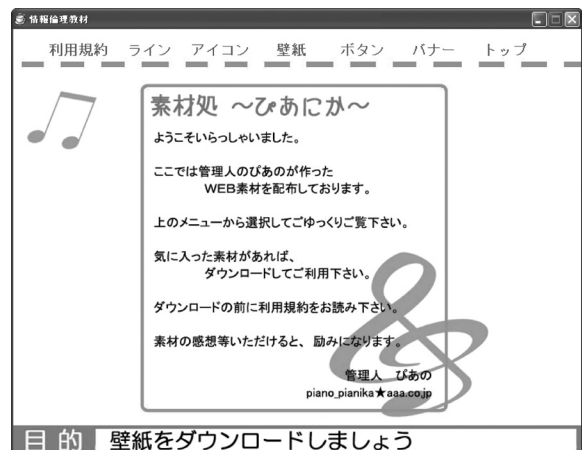 情報倫理教材
利用規約 ライン アイコン 壁紙 ボタン バナー トップ
素材処 ~ぴあにか~
ようこそいらっしゃいました。
ここでは管理人のぴあのが作った
WEB素材を配布しております。
上のメニューから選択してごゆっくりご覧下さい。
気に入った素材があれば、
ダウンロードしてご利用下さい。
ダウンロードの前に利用規約をお読み下さい。
素材の感想等いただけると、励みになります。
管理人 ぴあの
piano_pianika★aaa.co.jp
目的 壁紙をダウンロードしましょう